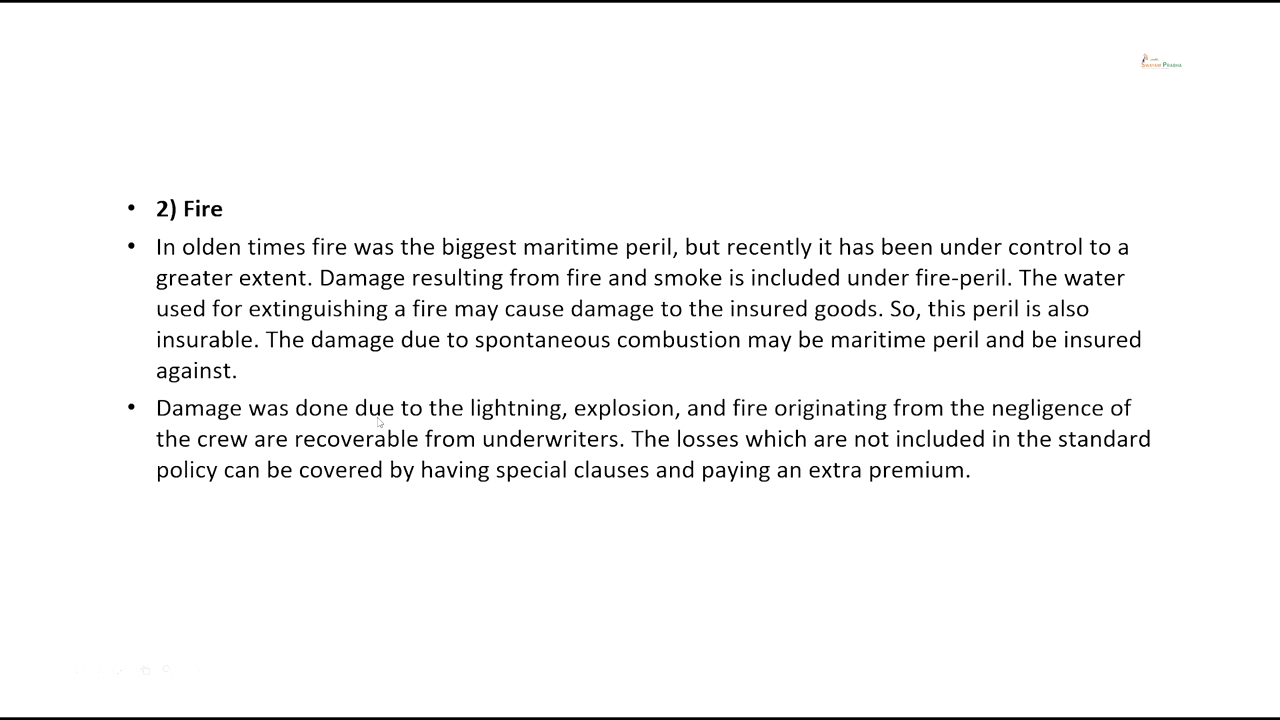 SWAYAM PRABHA
• 2) Fire
• In olden times fire was the biggest maritime peril, but recently it has been under control to a
greater extent. Damage resulting from fire and smoke is included under fire-peril. The water
used for extinguishing a fire may cause damage to the insured goods. So, this peril is also
insurable. The damage due to spontaneous combustion may be maritime peril and be insured
against.
• Damage was done due to the lightning, explosion, and fire originating from the negligence of
the crew are recoverable from underwriters. The losses which are not included in the standard
policy can be covered by having special clauses and paying an extra premium.